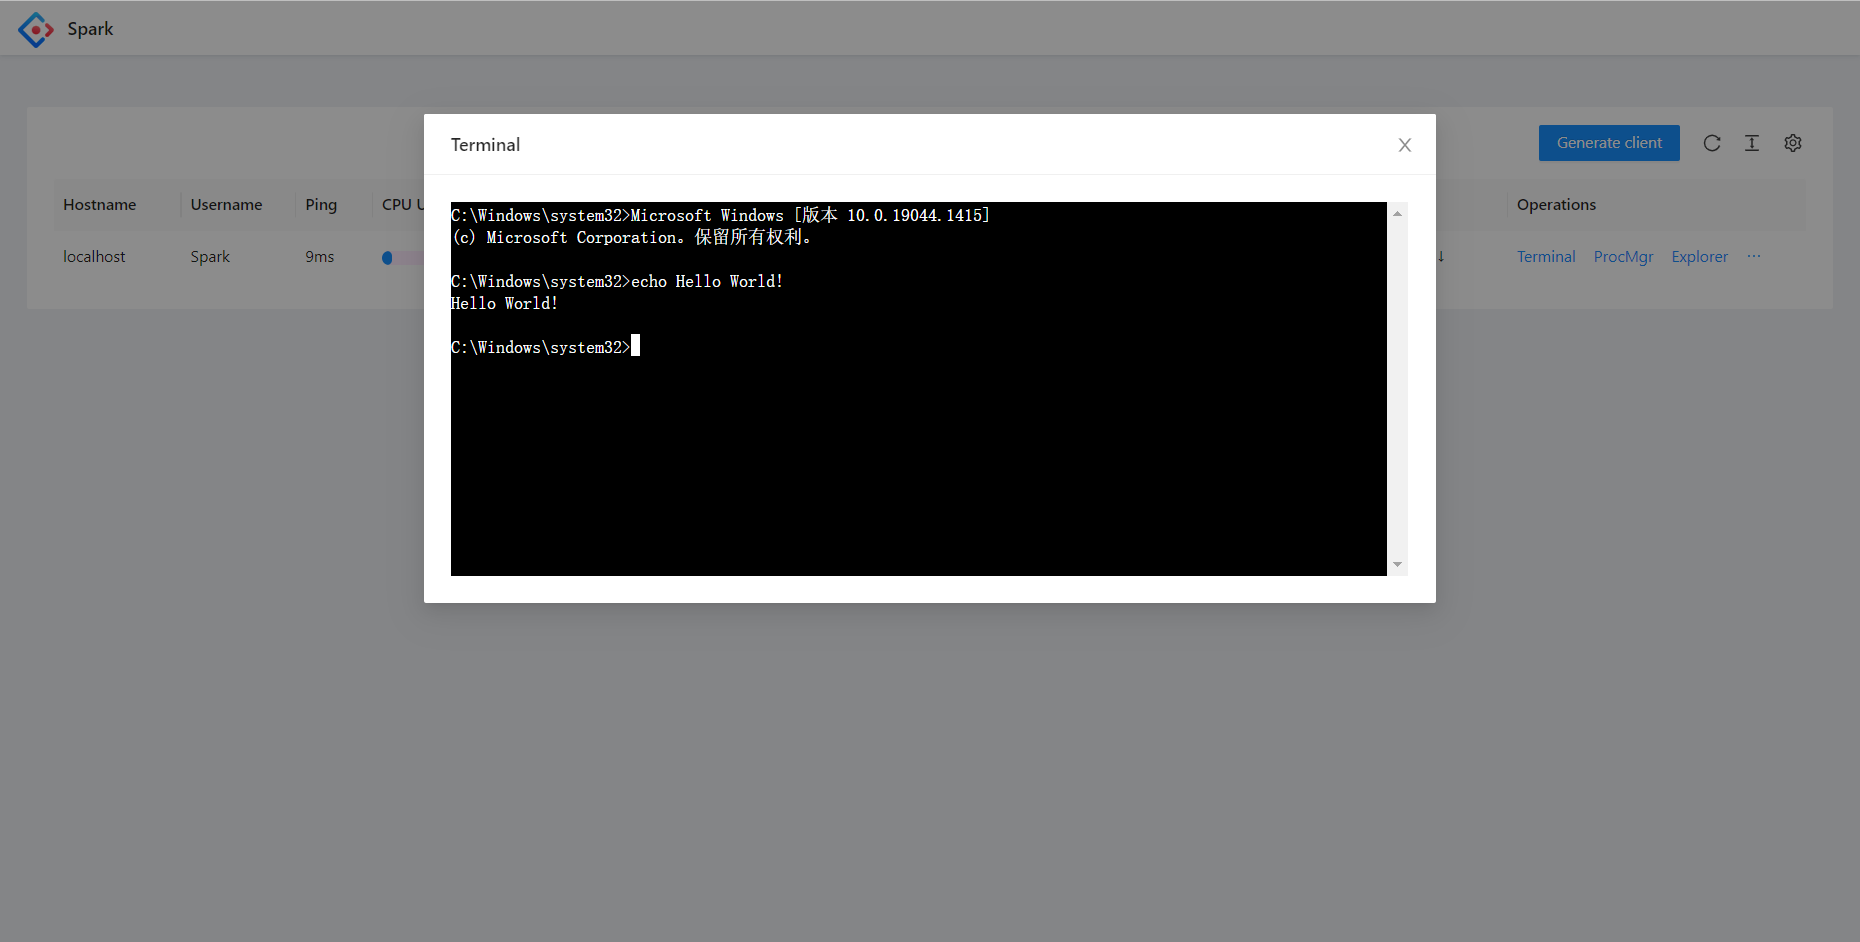 Spark
Terminal
Generate client
Hostname Username Ping CPU U Operations
localhost Spark 9ms ↓ Terminal ProcMgr Explorer ···
C:\Windows\system32>Microsoft Windows [版本 10.0.19044.1415]
(c) Microsoft Corporation。保留所有权利。
C:\Windows\system32>echo Hello World!
Hello World!
C:\Windows\system32>